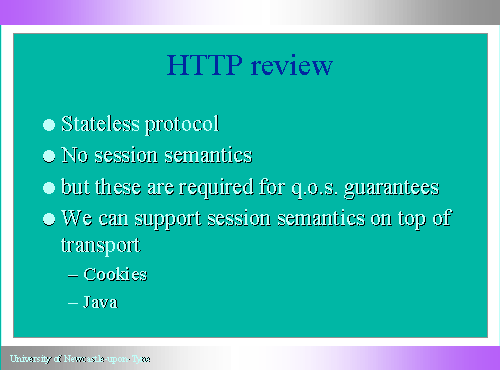 HTTP review
● Stateless protocol
● No session semantics
● but these are required for q.o.s. guarantees
● We can support session semantics on top of
transport
– Cookies
– Java
University of Newcastle upon Tyne